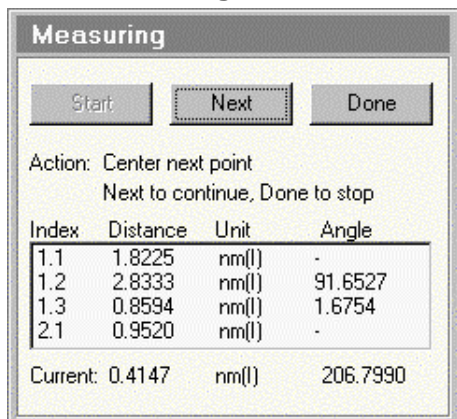 Measuring
Start Next Done
Action: Center next point
Next to continue, Done to stop
Index Distance Unit Angle
1.1 1.8225 nm(I) -
1.2 2.8333 nm(I) 91.6527
1.3 0.8594 nm(I) 1.6754
2.1 0.9520 nm(I) -
Current: 0.4147 nm(I) 206.7990